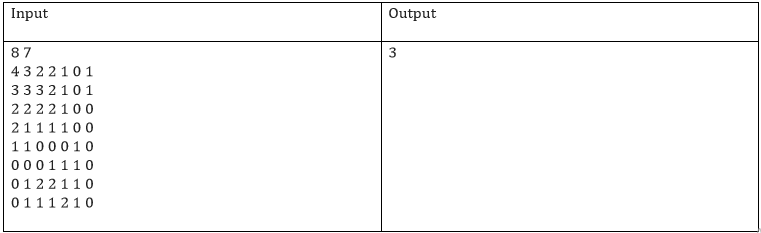 Input
Output
8 7
4 3 2 2 1 0 1
3 3 3 2 1 0 1
2 2 2 2 1 0 0
2 1 1 1 1 0 0
1 1 0 0 0 1 0
0 0 0 1 1 1 0
0 1 2 2 1 1 0
0 1 1 1 2 1 0
3